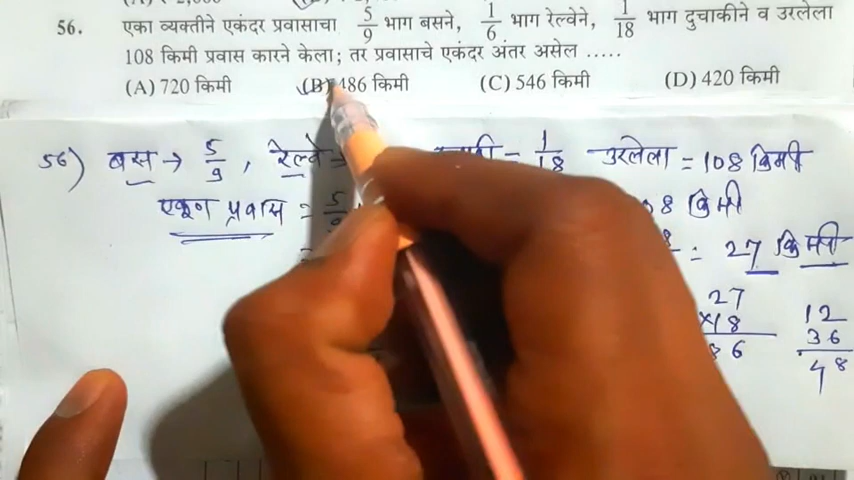 56. एका व्यक्तीने एकंदर प्रवासाचा 5/9 भाग बसने, 1/6 भाग रेल्वेने, 1/18 भाग दुचाकीने व उरलेला
108 किमी प्रवास कारने केला; तर प्रवासाचे एकंदर अंतर असेल .....
(A) 720 किमी (B) 486 किमी (C) 546 किमी (D) 420 किमी
56) बस → 5/9, रेल्वे → = 1/18 उरलेला = 108 किमी
एकूण प्रवास = 5/9 8 किमी
= = 27 किमी
27 12
×18 36
86 48